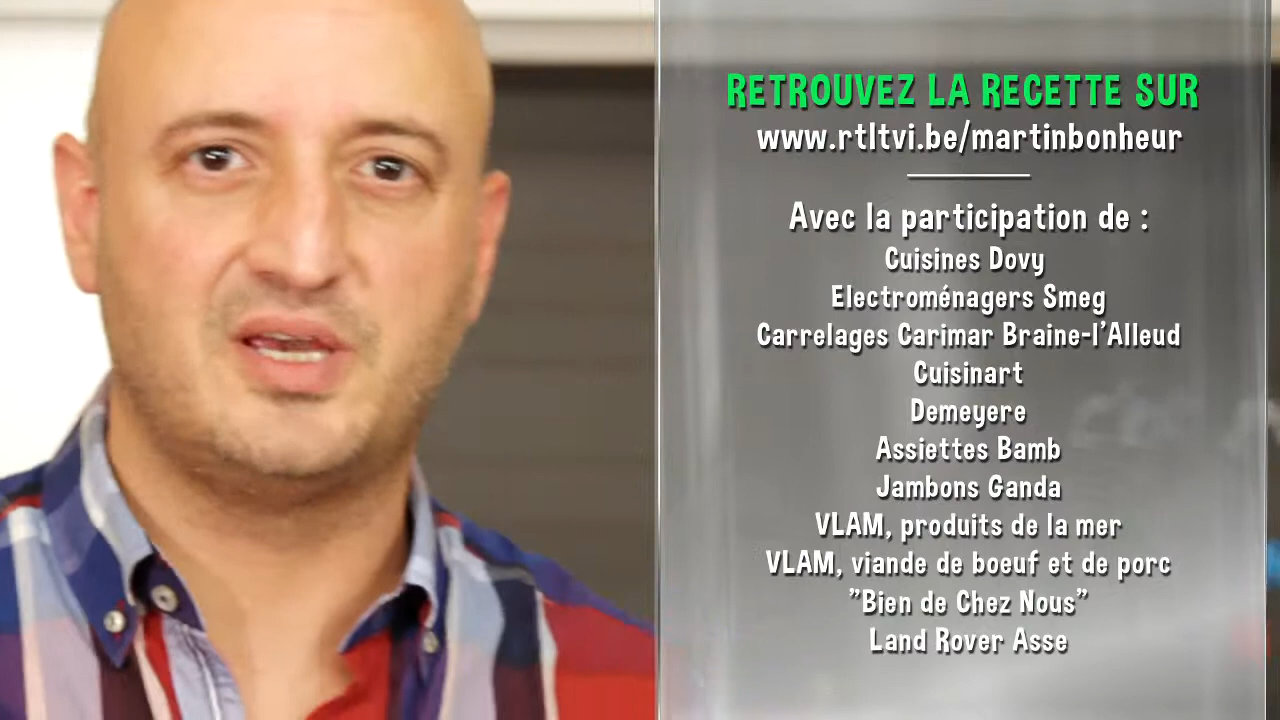 RETROUVEZ LA RECETTE SUR
www.rtltvi.be/martinbonheur
Avec la participation de :
Cuisines Dovy
Electroménagers Smeg
Carrelages Carimar Braine-l'Alleud
Cuisinart
Demeyere
Assiettes Bamb
Jambons Ganda
VLAM, produits de la mer
VLAM, viande de boeuf et de porc
"Bien de Chez Nous"
Land Rover Asse